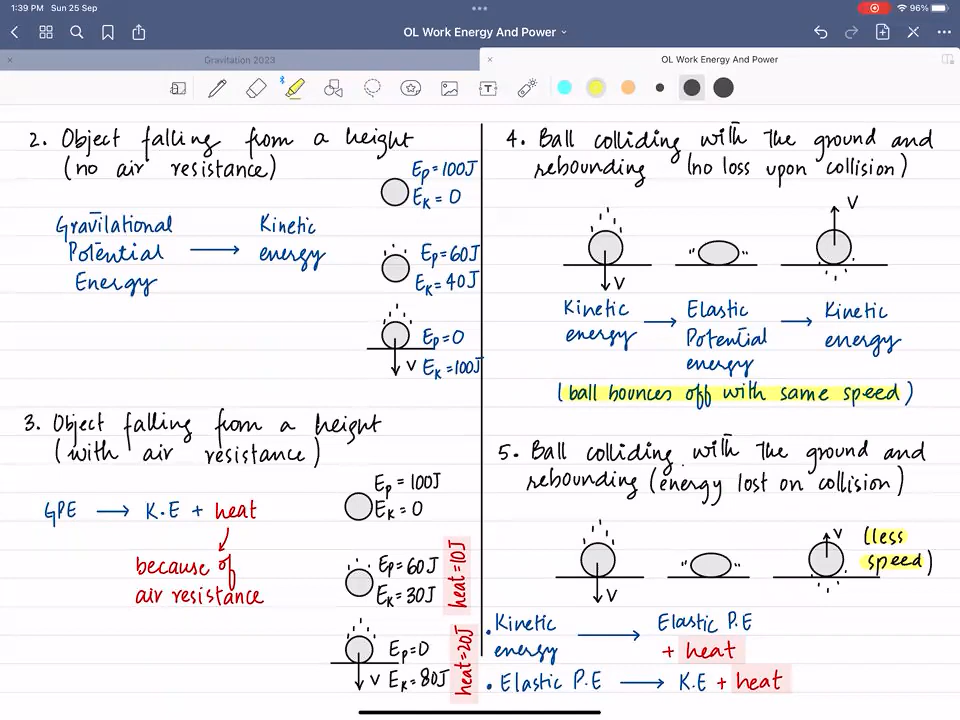 1:39 PM Sun 25 Sep
96%
OL Work Energy And Power
Gravitation 2023
OL Work Energy And Power
2. Object falling from a height
(no air resistance)
Ep = 100J
EK = 0
Gravitational
Potential
Energy
→
Kinetic
energy
Ep = 60J
EK = 40J
Ep = 0
V
EK = 100J
3. Object falling from a height
(with air resistance)
GPE → K.E + heat
because of
air resistance
Ep = 100J
EK = 0
Ep = 60J
EK = 30J
heat = 10J
Ep = 0
V EK = 80J
heat = 20J
4. Ball colliding with the ground and
rebounding (no loss upon collision)
V
V
Kinetic
energy
→
Elastic
Potential
energy
→
Kinetic
energy
(ball bounces off with same speed)
5. Ball colliding with the ground and
rebounding (energy lost on collision)
V
V
(less
speed)
• Kinetic
energy
→
Elastic P.E
+ heat
• Elastic P.E → K.E + heat